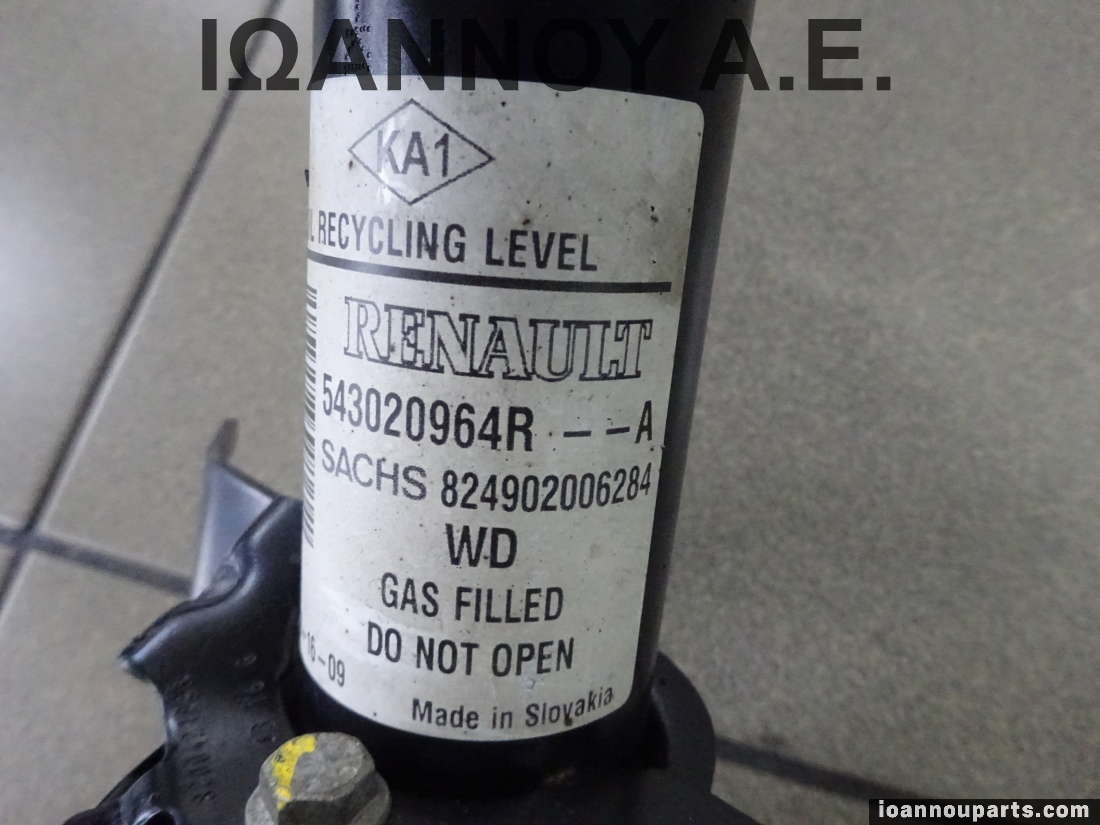 ΙΩΑΝΝΟΥ Α.Ε.
KA1
RECYCLING LEVEL
RENAULT
543020964R --A
SACHS 824902006284
WD
GAS FILLED
DO NOT OPEN
16-09
Made in Slovakia
ioannouparts.com